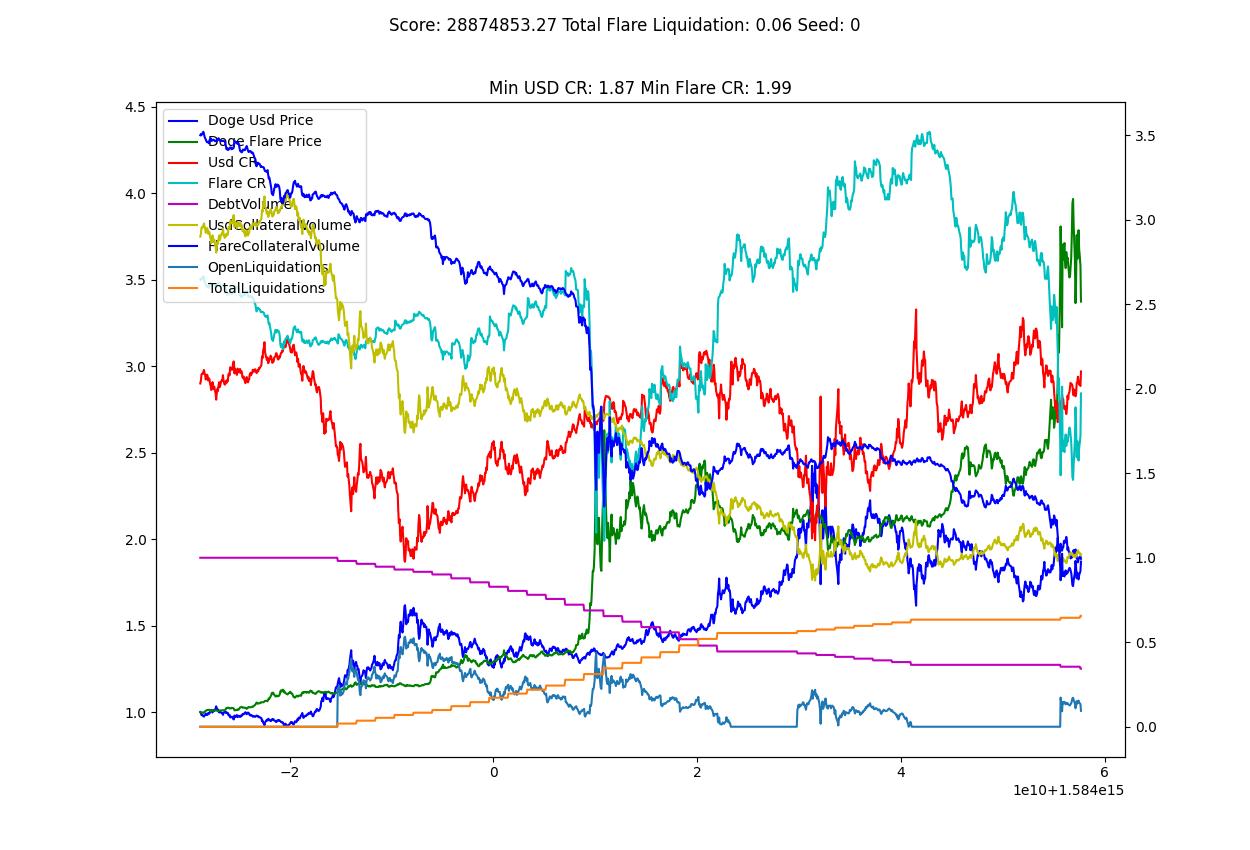 Score: 28874853.27 Total Flare Liquidation: 0.06 Seed: 0
Min USD CR: 1.87 Min Flare CR: 1.99
4.5
4.0
3.5
3.0
2.5
2.0
1.5
1.0
Doge Usd Price
Doge Flare Price
Usd CR
Flare CR
DebtVolume
UsdCollateralVolume
FlareCollateralVolume
OpenLiquidations
TotalLiquidations
3.5
3.0
2.5
2.0
1.5
1.0
0.5
0.0
−2 0 2 4 6
1e10+1.584e15